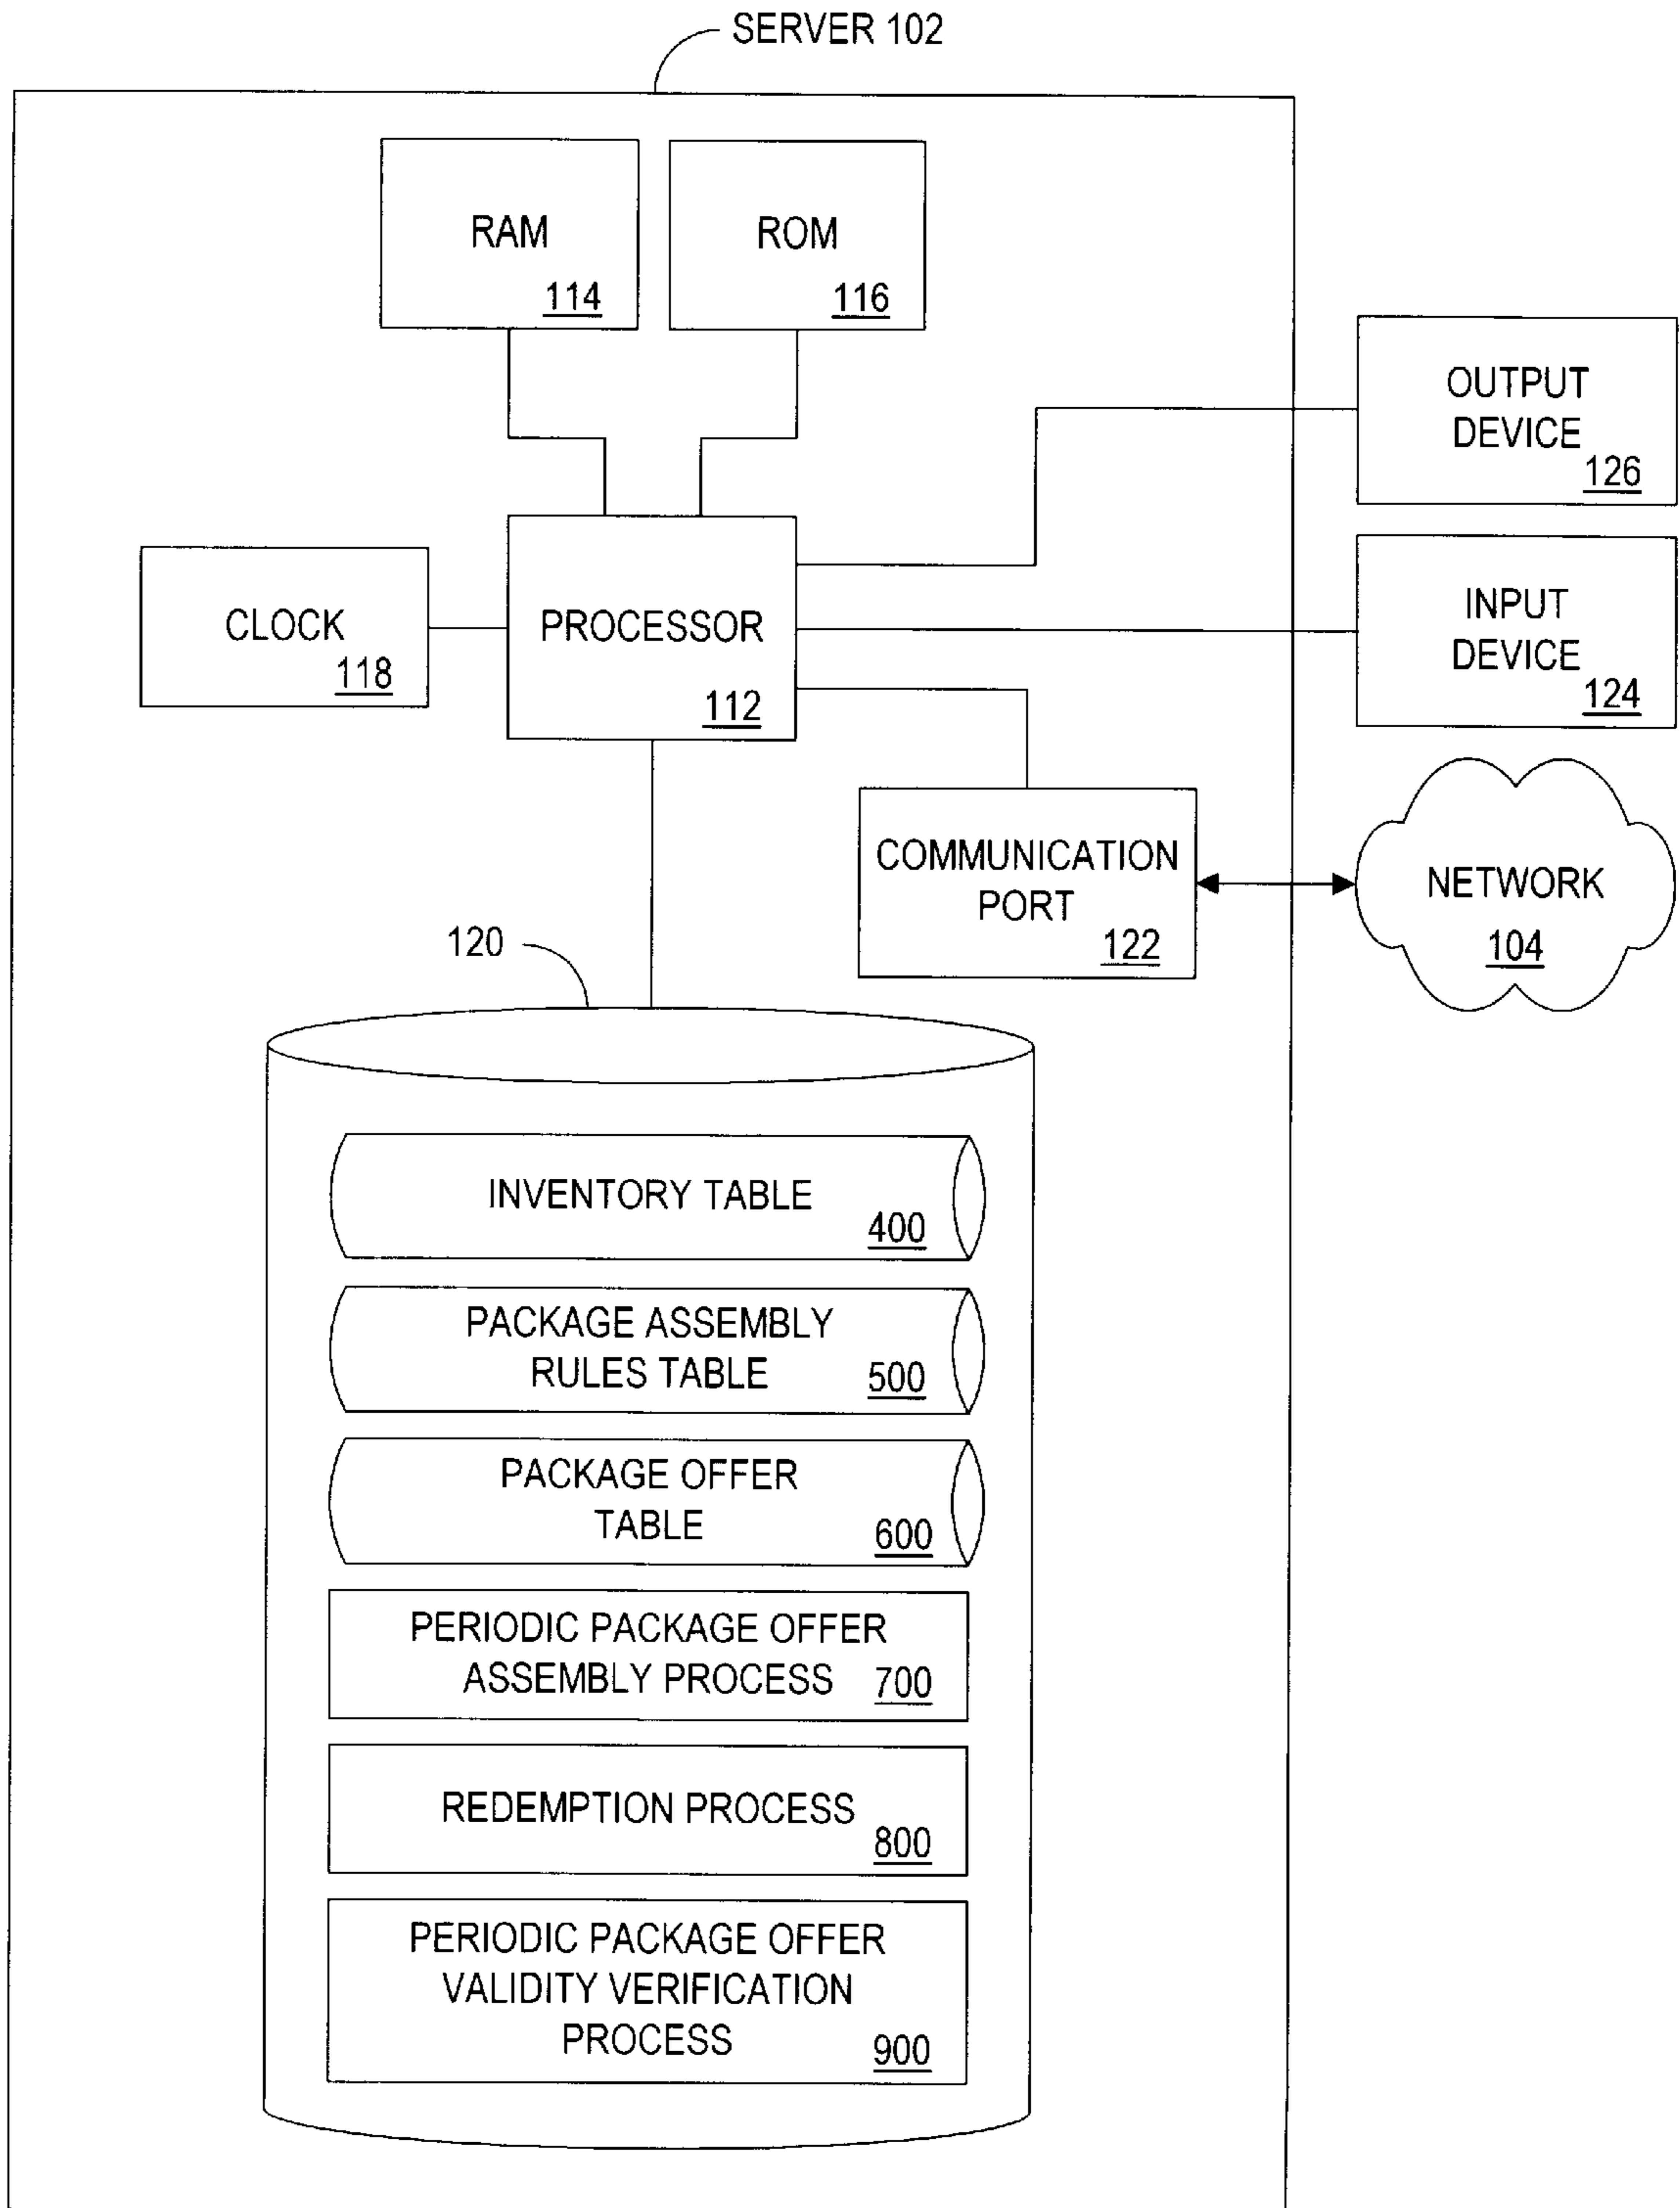 SERVER 102
RAM
114
ROM
116
OUTPUT
DEVICE
126
CLOCK
118
PROCESSOR
112
INPUT
DEVICE
124
COMMUNICATION
PORT
122
NETWORK
104
120
INVENTORY TABLE
400
PACKAGE ASSEMBLY
RULES TABLE 500
PACKAGE OFFER
TABLE
600
PERIODIC PACKAGE OFFER
ASSEMBLY PROCESS 700
REDEMPTION PROCESS
800
PERIODIC PACKAGE OFFER
VALIDITY VERIFICATION
PROCESS 900